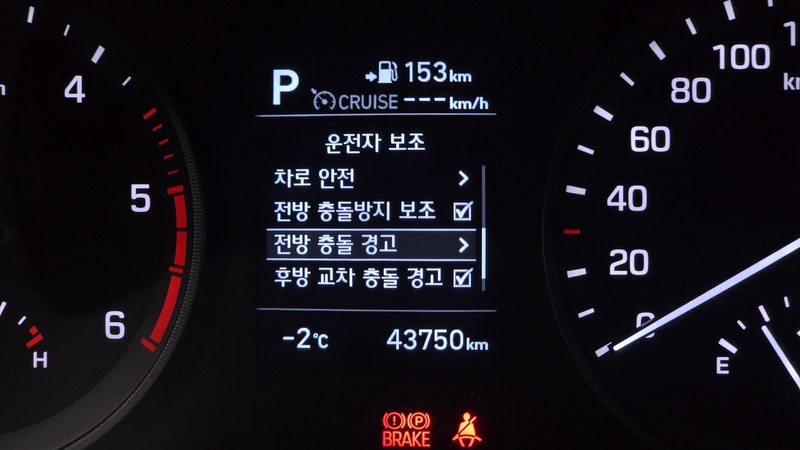 P
153km
CRUISE ---km/h
운전자 보조
차로 안전
전방 충돌방지 보조
전방 충돌 경고
후방 교차 충돌 경고
-2℃
43750km
4
5
6
H
100
80
60
40
20
0
E
(!) (P)
BRAKE